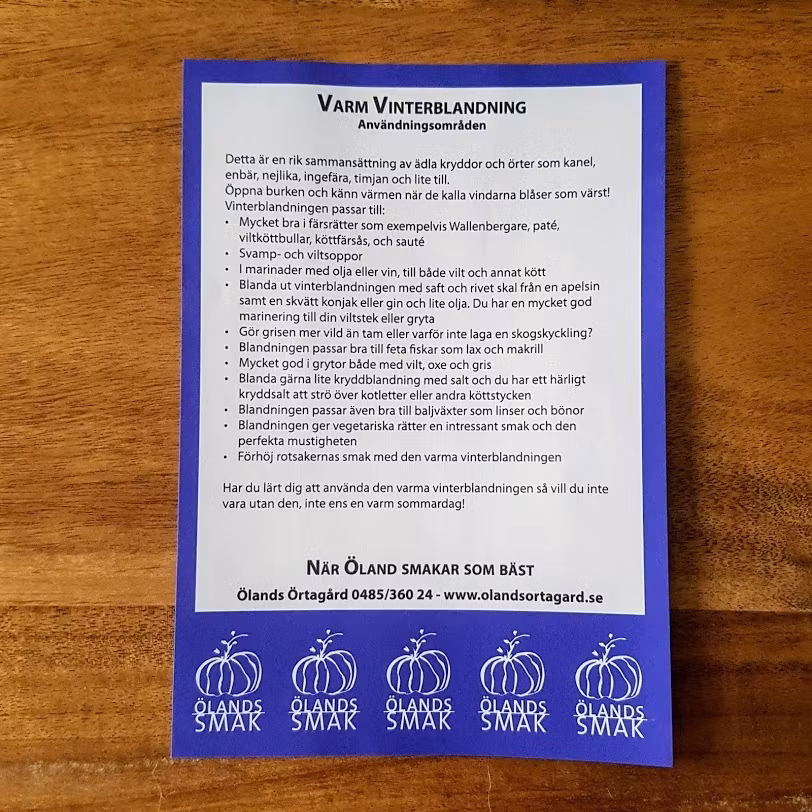 VARM VINTERBLANDNING
Användningsområden
Detta är en rik sammansättning av ädla kryddor och örter som kanel,
enbär, nejlika, ingefära, timjan och lite till.
Öppna burken och känn värmen när de kalla vindarna blåser som värst!
Vinterblandningen passar till:
• Mycket bra i färsrätter som exempelvis Wallenbergare, paté,
viltköttbullar, köttfärsås, och sauté
• Svamp- och viltsoppor
• I marinader med olja eller vin, till både vilt och annat kött
• Blanda ut vinterblandningen med saft och rivet skal från en apelsin
samt en skvätt konjak eller gin och lite olja. Du har en mycket god
marinering till din viltstek eller gryta
• Gör grisen mer vild än tam eller varför inte laga en skogskyckling?
• Blandningen passar bra till feta fiskar som lax och makrill
• Mycket god i grytor både med vilt, oxe och gris
• Blanda gärna lite kryddblandning med salt och du har ett härligt
kryddsalt att strö över kotletter eller andra köttstycken
• Blandningen passar även bra till baljväxter som linser och bönor
• Blandningen ger vegetariska rätter en intressant smak och den
perfekta mustigheten
• Förhöj rotsakernas smak med den varma vinterblandningen
Har du lärt dig att använda den varma vinterblandningen så vill du inte
vara utan den, inte ens en varm sommardag!
NÄR ÖLAND SMAKAR SOM BÄST
Ölands Örtagård 0485/360 24 - www.olandsortagard.se
ÖLANDS ÖLANDS ÖLANDS ÖLANDS ÖLANDS
SMAK SMAK SMAK SMAK SMAK